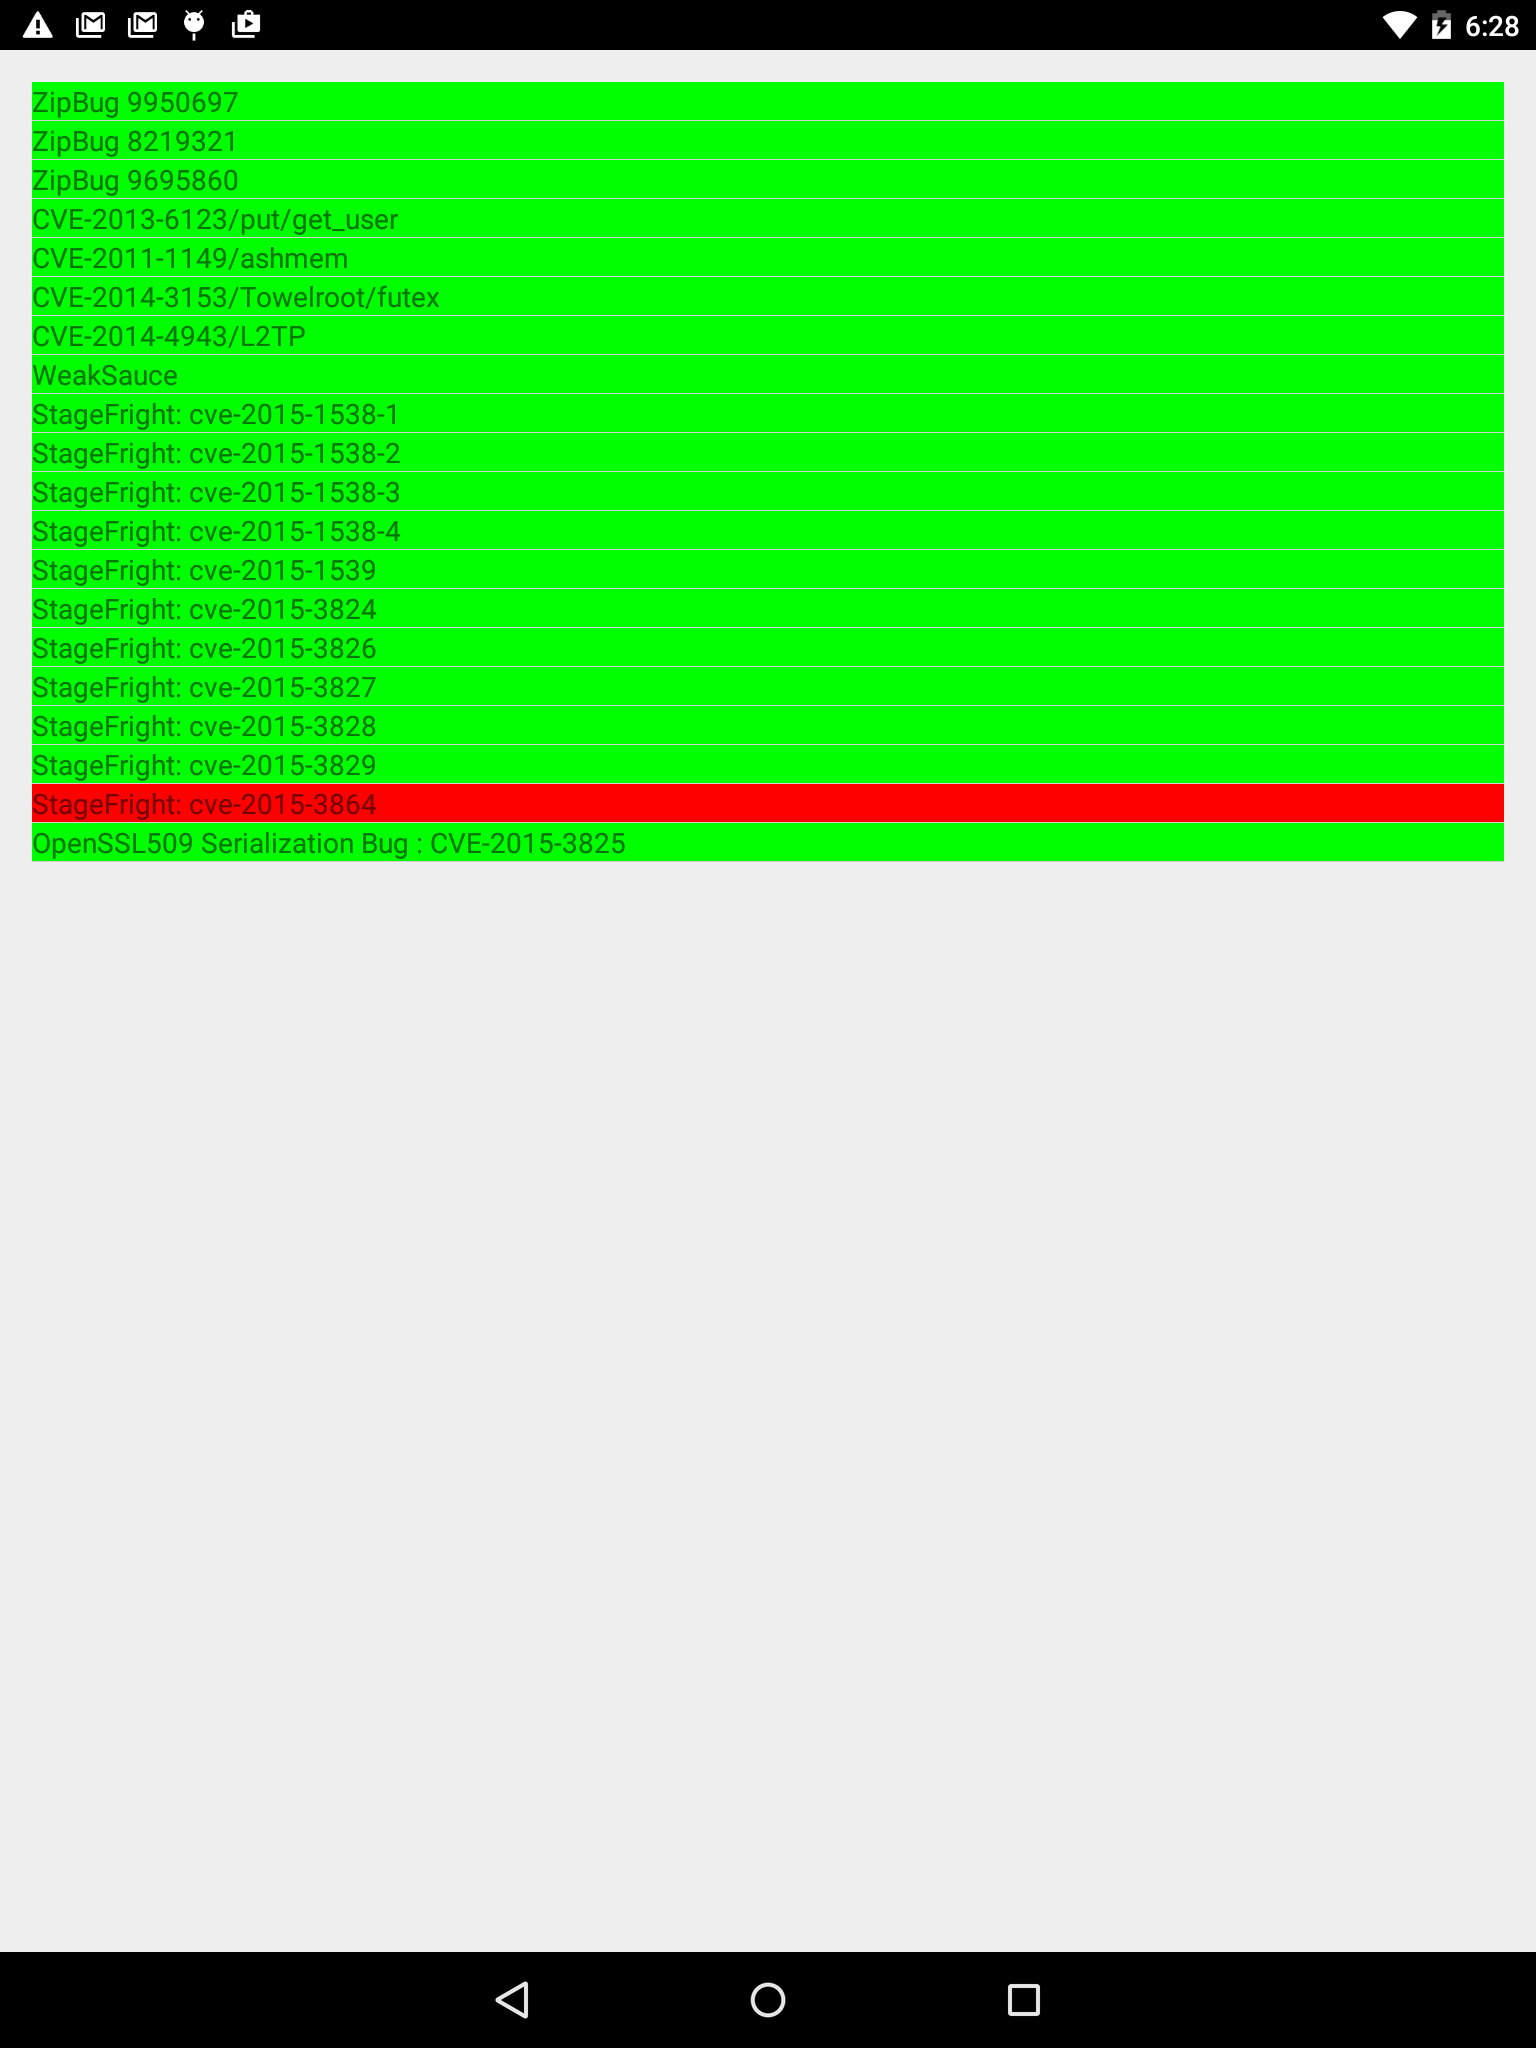 6:28
ZipBug 9950697
ZipBug 8219321
ZipBug 9695860
CVE-2013-6123/put/get_user
CVE-2011-1149/ashmem
CVE-2014-3153/Towelroot/futex
CVE-2014-4943/L2TP
WeakSauce
StageFright: cve-2015-1538-1
StageFright: cve-2015-1538-2
StageFright: cve-2015-1538-3
StageFright: cve-2015-1538-4
StageFright: cve-2015-1539
StageFright: cve-2015-3824
StageFright: cve-2015-3826
StageFright: cve-2015-3827
StageFright: cve-2015-3828
StageFright: cve-2015-3829
StageFright: cve-2015-3864
OpenSSL509 Serialization Bug : CVE-2015-3825